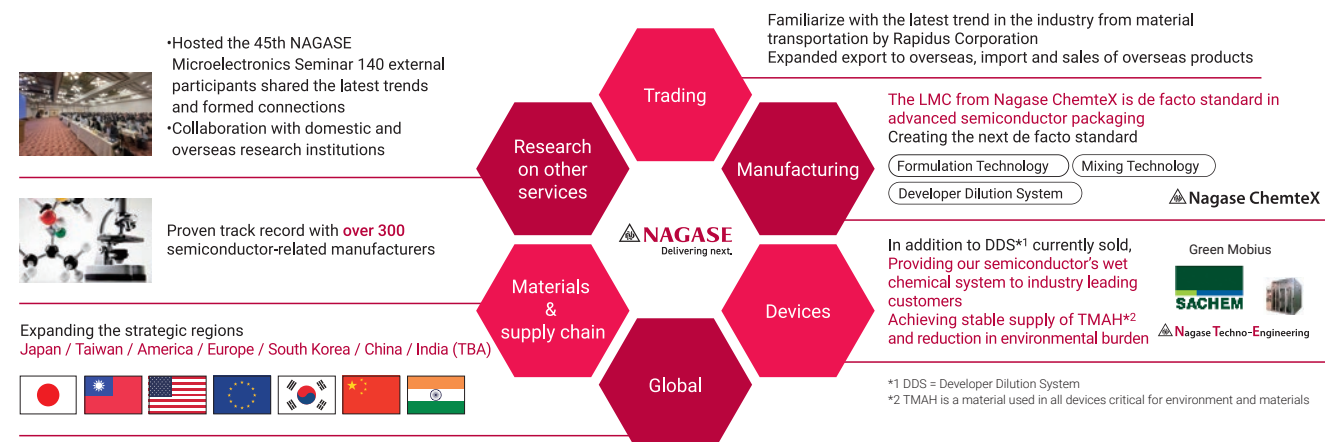 •Hosted the 45th NAGASE
Microelectronics Seminar 140 external
participants shared the latest trends
and formed connections
•Collaboration with domestic and
overseas research institutions
Proven track record with over 300
semiconductor-related manufacturers
Expanding the strategic regions
Japan / Taiwan / America / Europe / South Korea / China / India (TBA)
Trading
Research
on other
services
Manufacturing
NAGASE
Delivering next.
Materials
&
supply chain
Devices
Global
Familiarize with the latest trend in the industry from material
transportation by Rapidus Corporation
Expanded export to overseas, import and sales of overseas products
The LMC from Nagase ChemteX is de facto standard in
advanced semiconductor packaging
Creating the next de facto standard
Formulation Technology
Mixing Technology
Developer Dilution System
Nagase ChemteX
In addition to DDS*1 currently sold,
Providing our semiconductor's wet
chemical system to industry leading
customers
Achieving stable supply of TMAH*2
and reduction in environmental burden
Green Mobius
SACHEM
Nagase Techno-Engineering
*1 DDS = Developer Dilution System
*2 TMAH is a material used in all devices critical for environment and materials